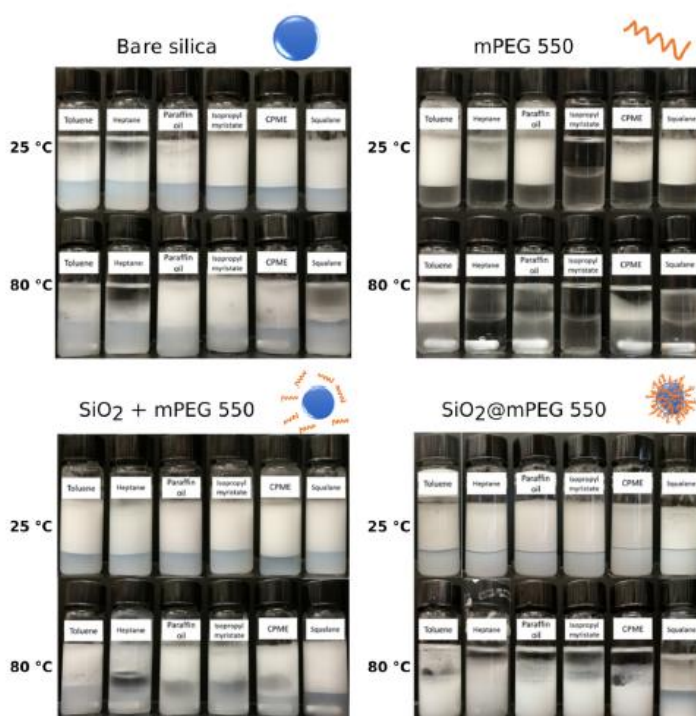 Bare silica
mPEG 550
25 °C
Toluene
Heptane
Paraffin
oil
Isopropyl
myristate
CPME
Squalane
25 °C
Toluene
Heptane
Paraffin
oil
Isopropyl
myristate
CPME
Squalane
80 °C
Toluene
Heptane
Paraffin
oil
Isopropyl
myristate
CPME
Squalane
80 °C
Toluene
Heptane
Paraffin
oil
Isopropyl
myristate
CPME
Squalane
SiO₂ + mPEG 550
SiO₂@mPEG 550
25 °C
Toluene
Heptane
Paraffin
oil
Isopropyl
myristate
CPME
Squalane
25 °C
Toluene
Heptane
Paraffin
oil
Isopropyl
myristate
CPME
Squalane
80 °C
Toluene
Heptane
Paraffin
oil
Isopropyl
myristate
CPME
Squalane
80 °C
Toluene
Heptane
Paraffin
oil
Isopropyl
myristate
CPME
Squalane